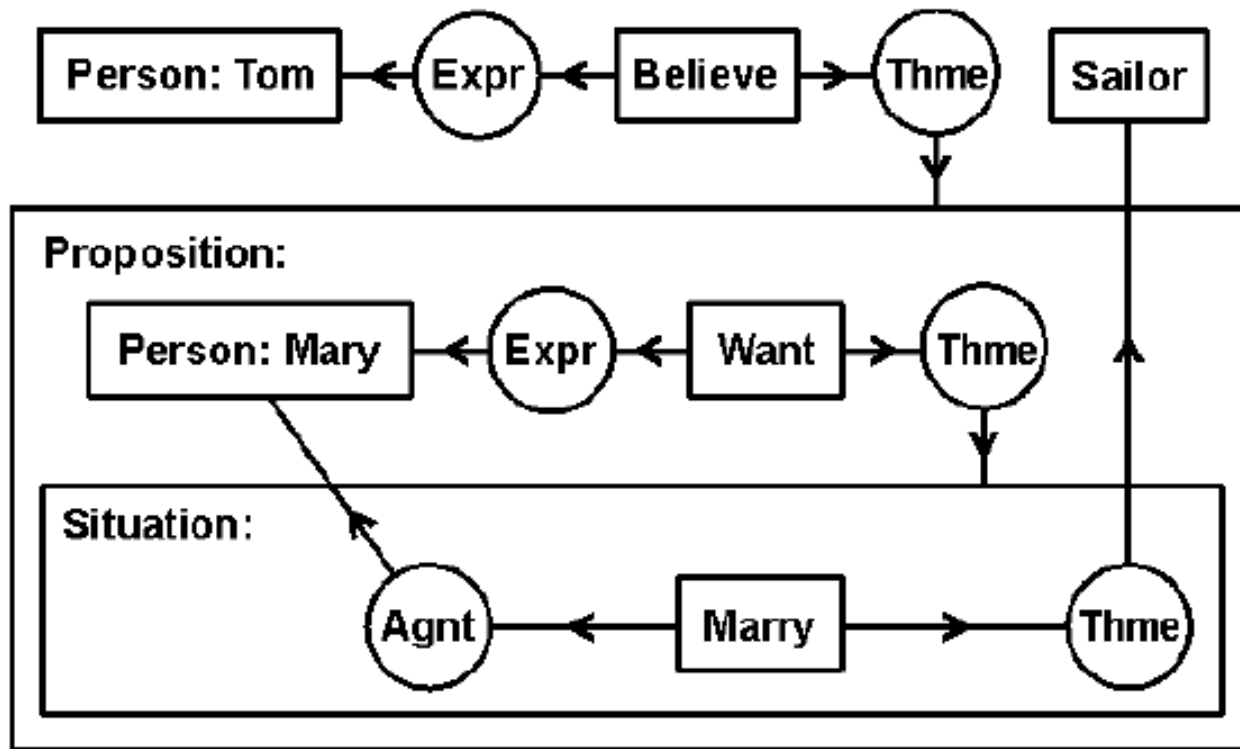 Person: Tom Expr Believe Thme Sailor
Proposition:
Person: Mary Expr Want Thme
Situation:
Agnt Marry Thme